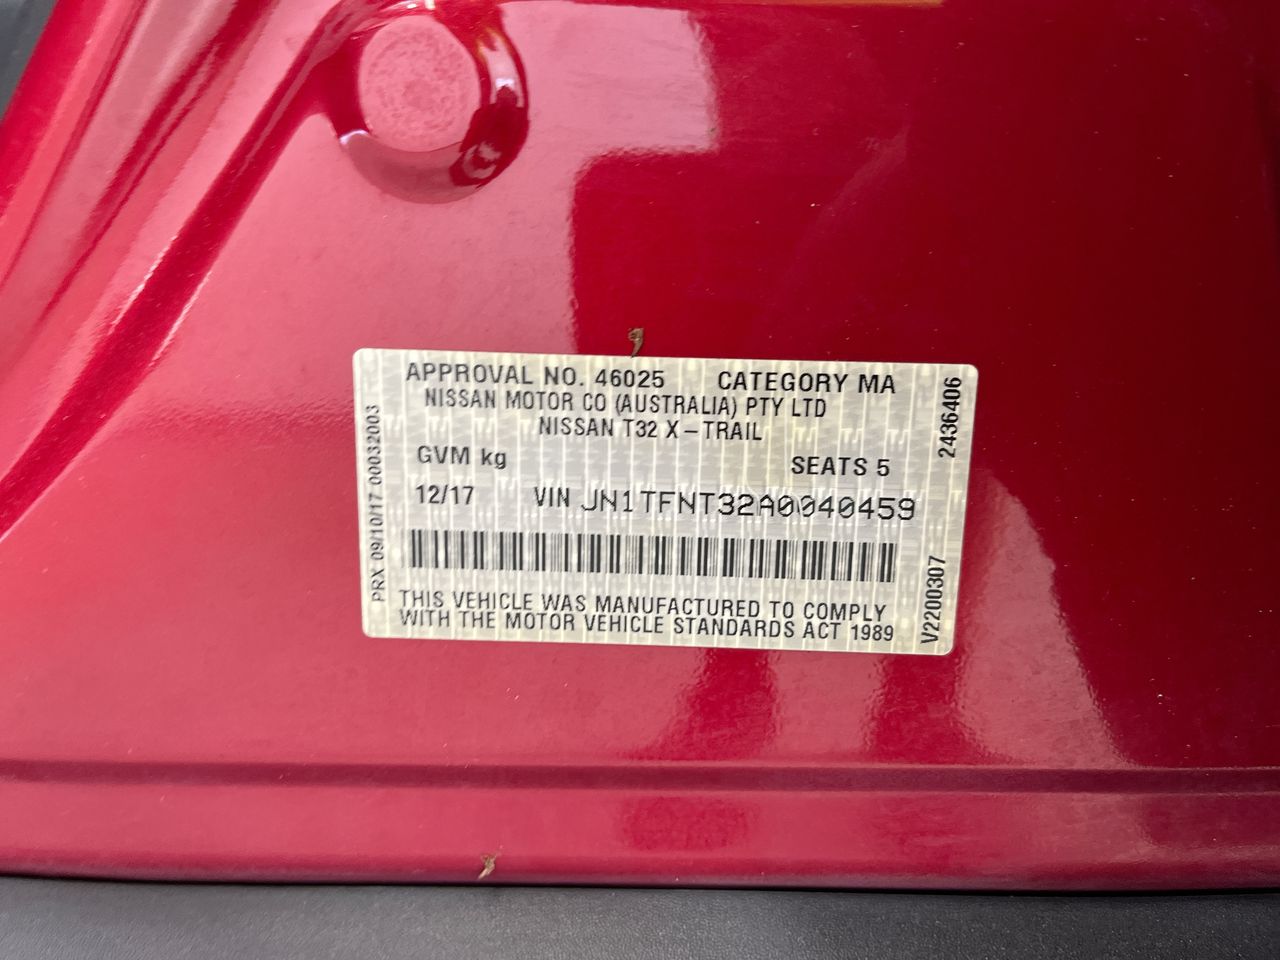 APPROVAL NO. 46025 CATEGORY MA
NISSAN MOTOR CO (AUSTRALIA) PTY LTD
NISSAN T32 X-TRAIL
GVM kg SEATS 5
12/17 VIN JN1TFNT32A0040459
THIS VEHICLE WAS MANUFACTURED TO COMPLY
WITH THE MOTOR VEHICLE STANDARDS ACT 1989
PRX 09/10/17 00032003
2436406
V2200307